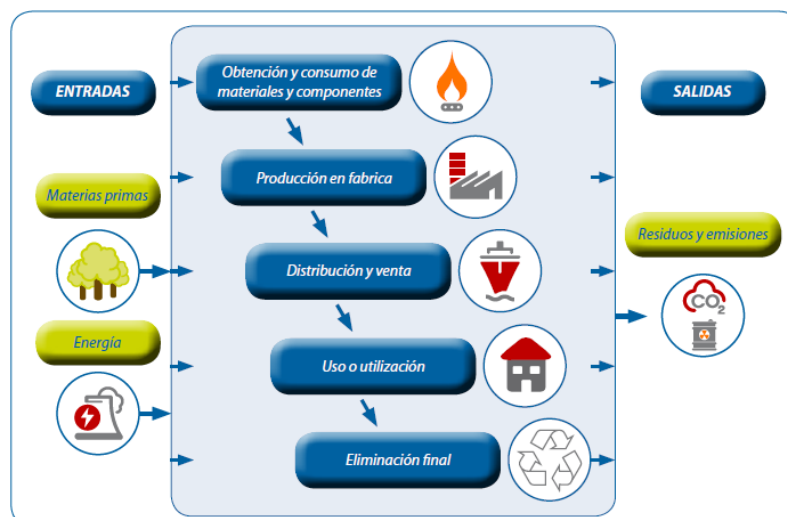 ENTRADAS
Materias primas
Energía
Obtención y consumo de
materiales y componentes
Producción en fabrica
Distribución y venta
Uso o utilización
Eliminación final
SALIDAS
Residuos y emisiones
CO2